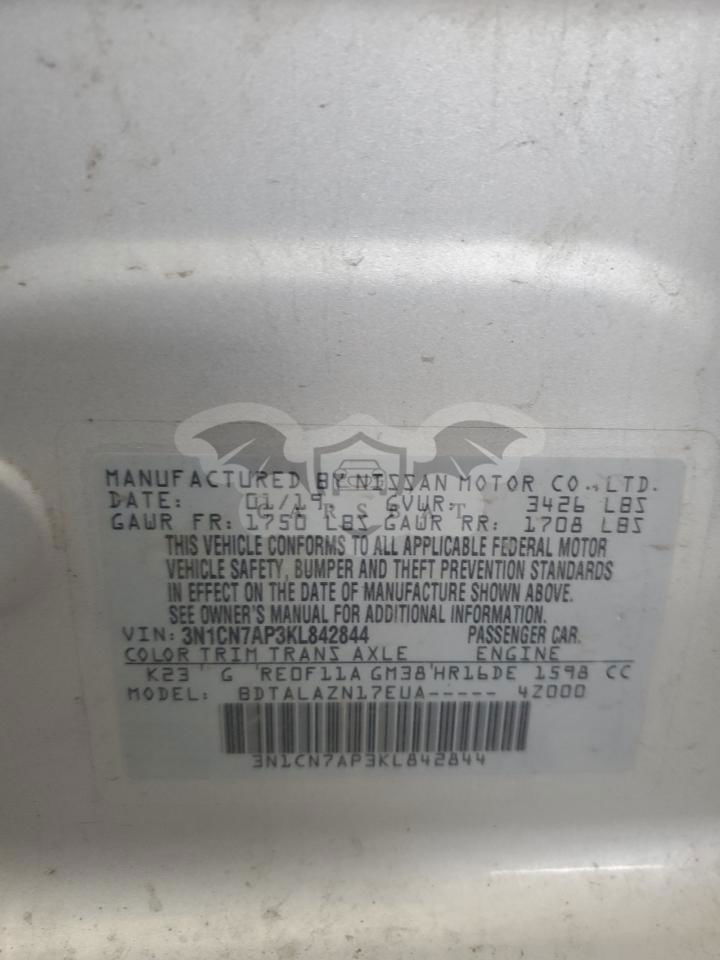 MANUFACTURED BY NISSAN MOTOR CO., LTD.
DATE: 01/19 GVWR: 3426 LBS
CARSBAT
GAWR FR: 1750 LBS GAWR RR: 1708 LBS
THIS VEHICLE CONFORMS TO ALL APPLICABLE FEDERAL MOTOR
VEHICLE SAFETY, BUMPER AND THEFT PREVENTION STANDARDS
IN EFFECT ON THE DATE OF MANUFACTURE SHOWN ABOVE.
SEE OWNER'S MANUAL FOR ADDITIONAL INFORMATION.
VIN: 3N1CN7AP3KL842844 PASSENGER CAR.
COLOR TRIM TRANS AXLE ENGINE
K23 G RE0F11A GM38 HR16DE 1598 CC
MODEL: BDTALAZN17EUA----- 4Z000
3N1CN7AP3KL842844